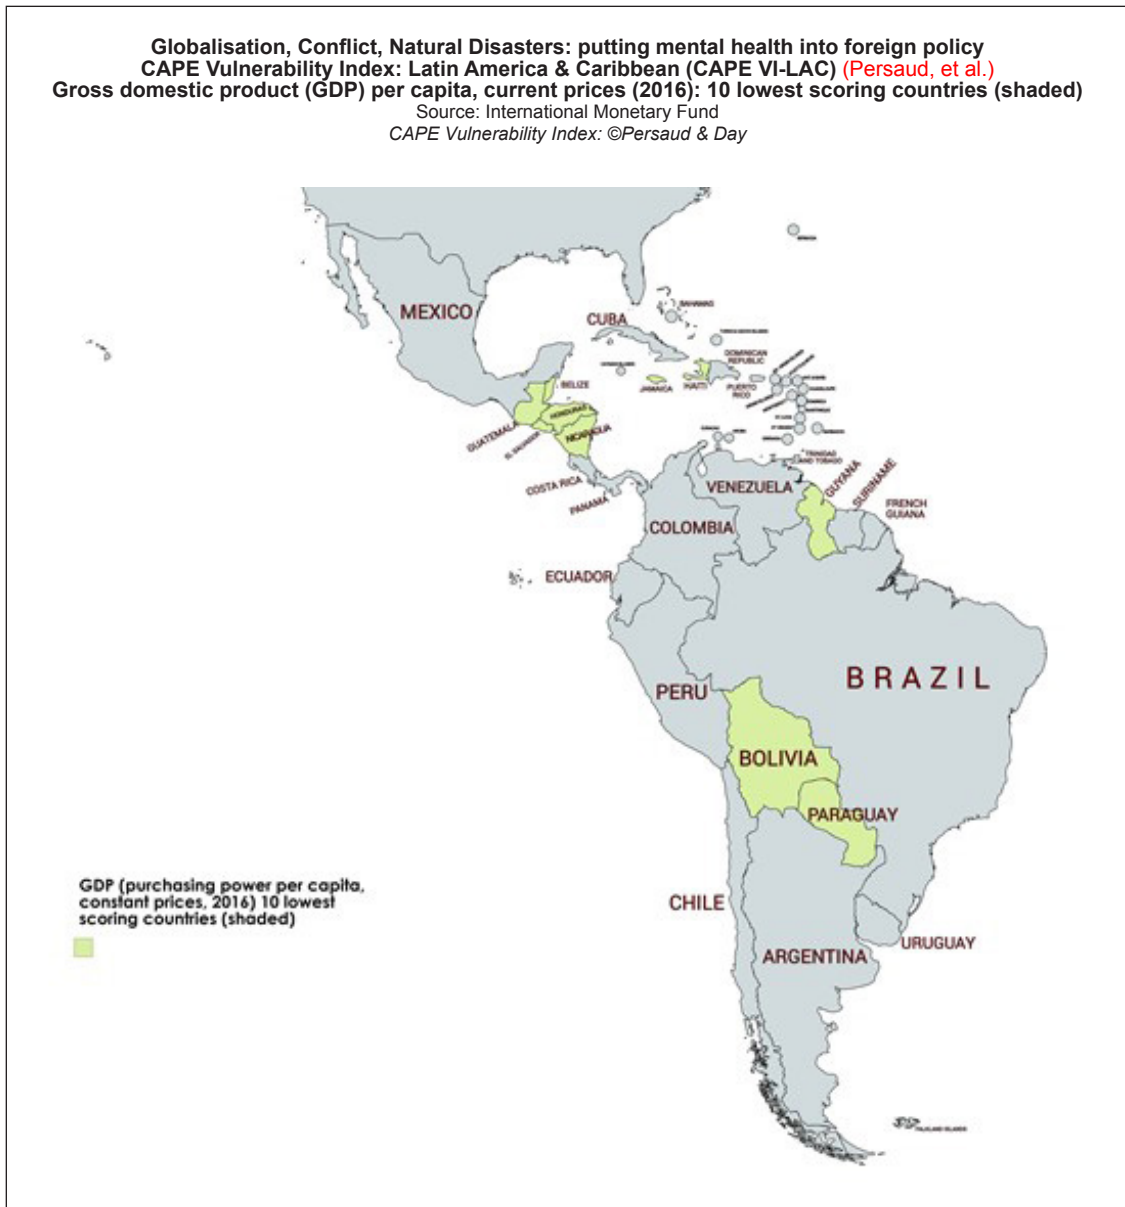 Globalisation, Conflict, Natural Disasters: putting mental health into foreign policy
CAPE Vulnerability Index: Latin America & Caribbean (CAPE VI-LAC) (Persaud, et al.)
Gross domestic product (GDP) per capita, current prices (2016): 10 lowest scoring countries (shaded)
Source: International Monetary Fund
CAPE Vulnerability Index: ©Persaud & Day
MEXICO
BAHAMAS
CUBA
DOMINICAN
REPUBLIC
BELIZE
JAMAICA
HAITI
PUERTO
RICO
HONDURAS
GUATEMALA
EL SALVADOR
NICARAGUA
TRINIDAD
AND TOBAGO
COSTA RICA
PANAMA
VENEZUELA
GUYANA
SURINAME
FRENCH
GUIANA
COLOMBIA
ECUADOR
BRAZIL
PERU
BOLIVIA
PARAGUAY
GDP (purchasing power per capita,
constant prices, 2016) 10 lowest
scoring countries (shaded)
CHILE
URUGUAY
ARGENTINA
FALKLAND ISLANDS